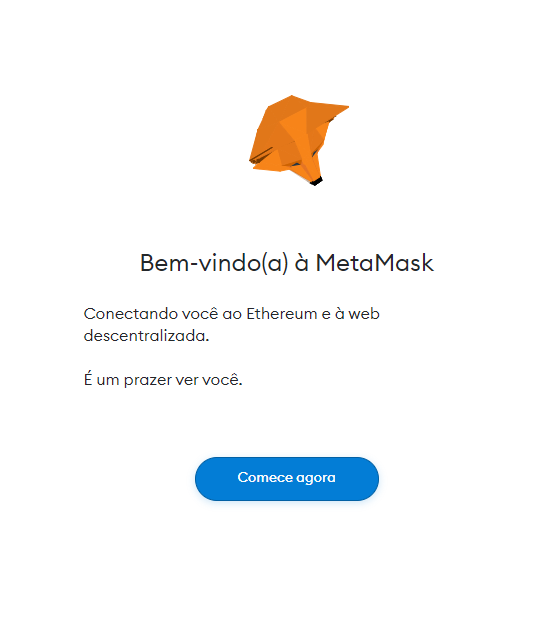 Bem-vindo(a) à MetaMask
Conectando você ao Ethereum e à web
descentralizada.
É um prazer ver você.
Comece agora